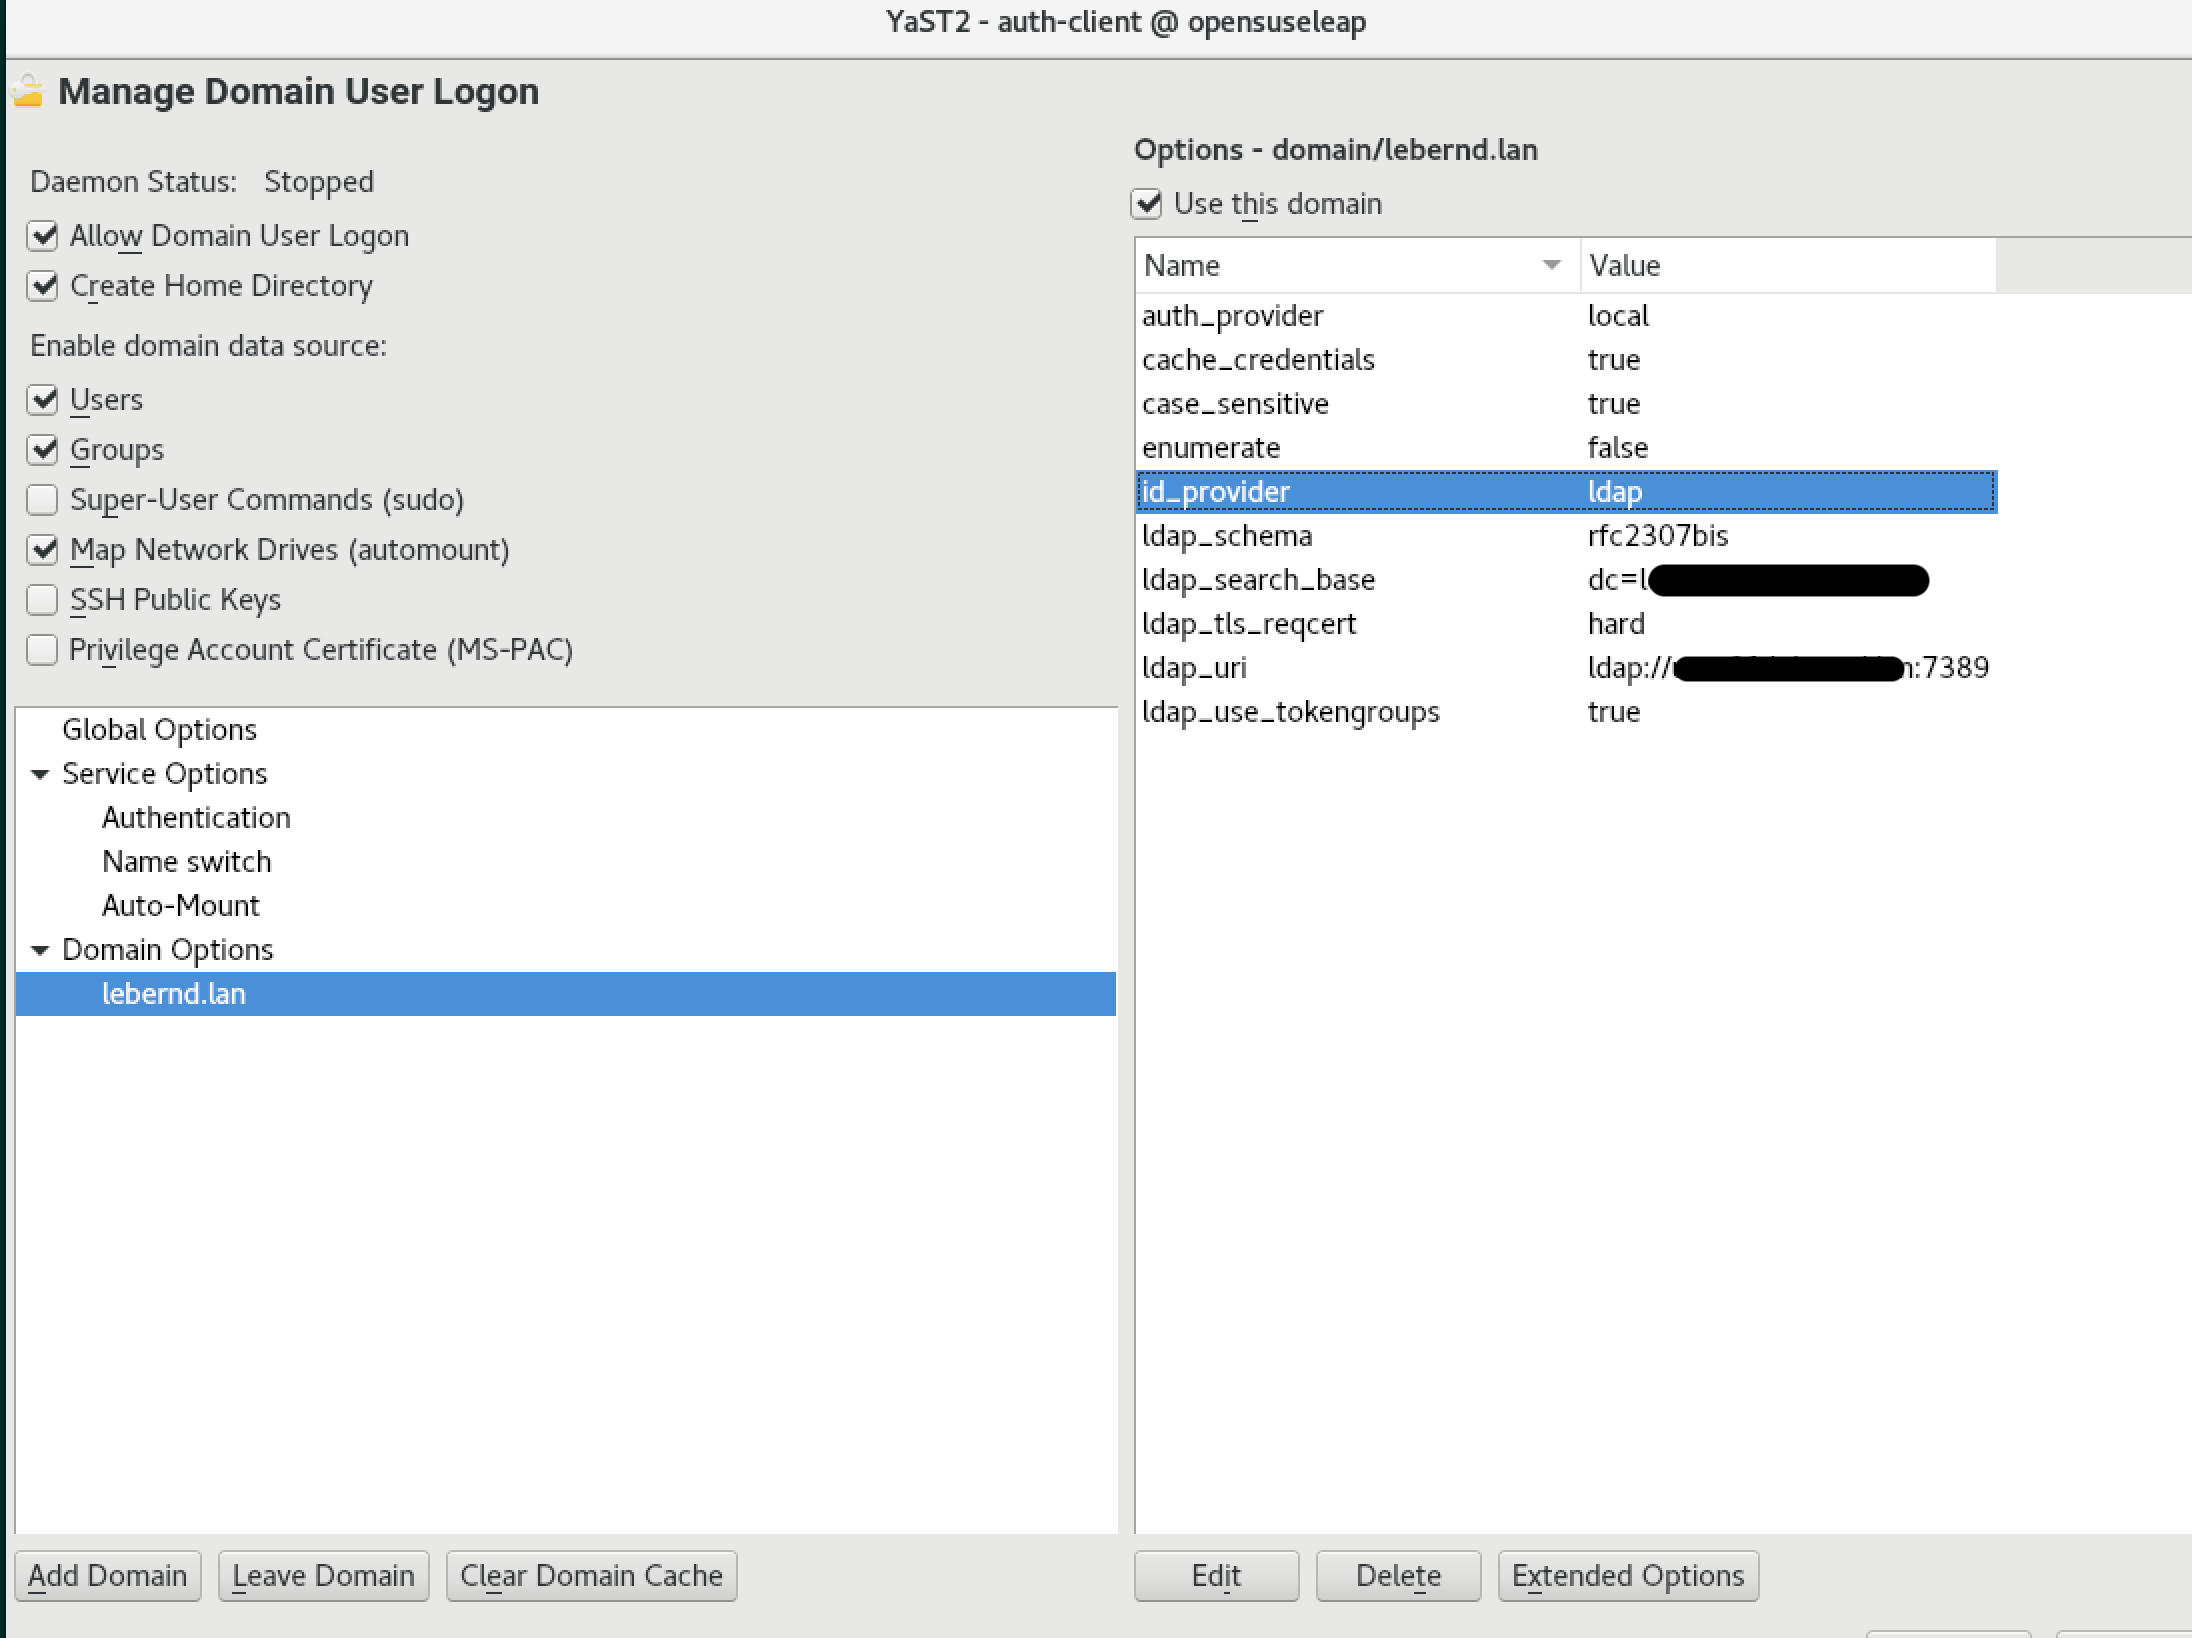 YaST2 - auth-client @ opensuseleap
Manage Domain User Logon
Daemon Status: Stopped
Allow Domain User Logon
Create Home Directory
Enable domain data source:
Users
Groups
Super-User Commands (sudo)
Map Network Drives (automount)
SSH Public Keys
Privilege Account Certificate (MS-PAC)
Global Options
Service Options
Authentication
Name switch
Auto-Mount
Domain Options
lebernd.lan
Add Domain Leave Domain Clear Domain Cache
Options - domain/lebernd.lan
Use this domain
Name Value
auth_provider local
cache_credentials true
case_sensitive true
enumerate false
id_provider ldap
ldap_schema rfc2307bis
ldap_search_base dc=l
ldap_tls_reqcert hard
ldap_uri ldap:// n:7389
ldap_use_tokengroups true
Edit Delete Extended Options